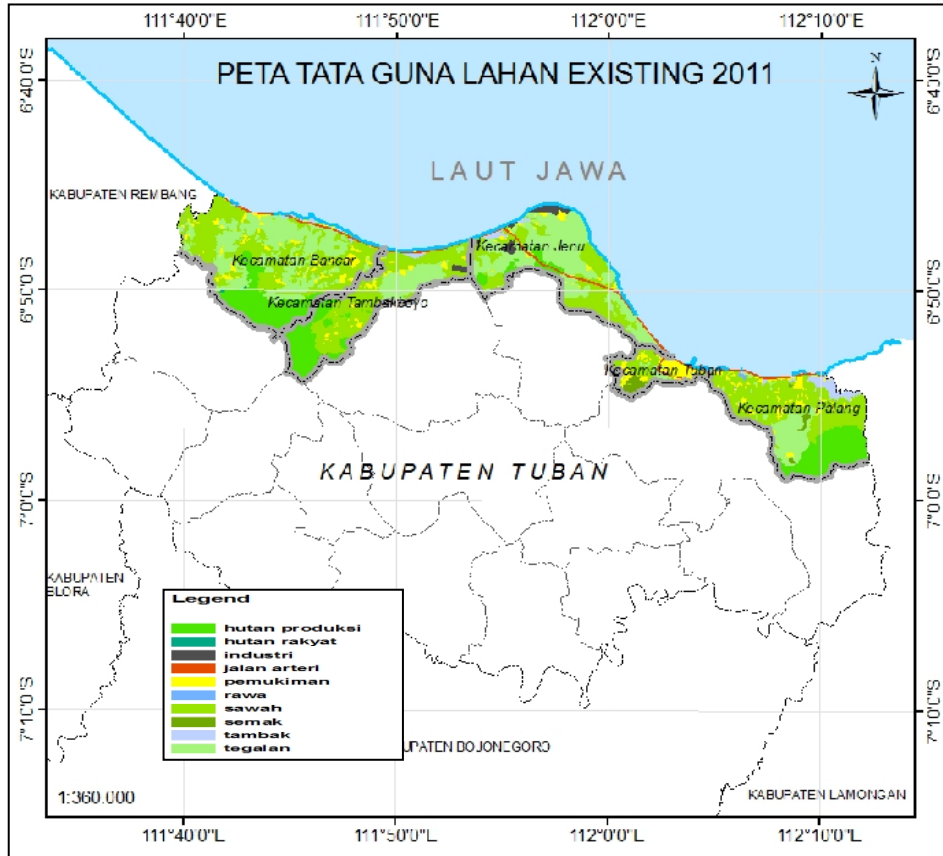 111°40'0"E 111°50'0"E 112°0'0"E 112°10'0"E
PETA TATA GUNA LAHAN EXISTING 2011
N
6°40'0"S 6°40'0"S
LAUT JAWA
KABUPATEN REMBANG
Kecamatan Jenu
Kecamatan Bancar
6°50'0"S 6°50'0"S
Kecamatan Tambakboyo
Kecamatan Tuban
Kecamatan Palang
KABUPATEN TUBAN
7°0'0"S 7°0'0"S
KABUPATEN
BLORA
Legend
hutan produksi
hutan rakyat
industri
jalan arteri
pemukiman
rawa
sawah
semak
tambak
tegalan
7°10'0"S 7°10'0"S
UPATEN BOJONEGORO
1:360.000
KABUPATEN LAMONGAN
111°40'0"E 111°50'0"E 112°0'0"E 112°10'0"E